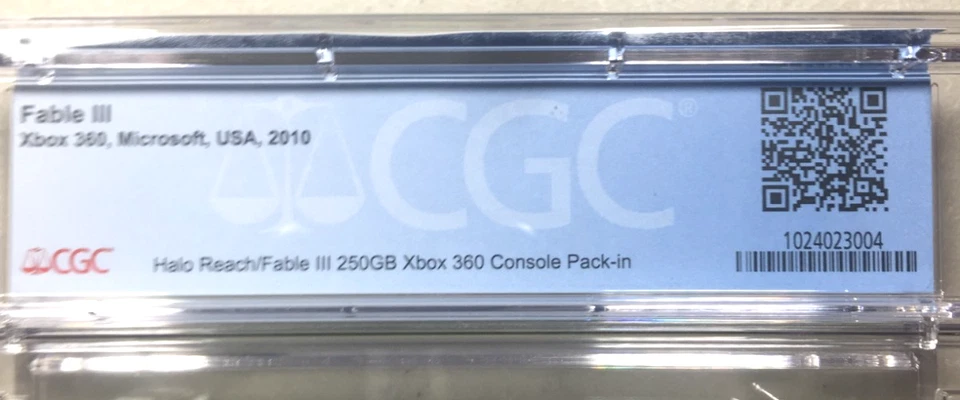 Fable III
Xbox 360, Microsoft, USA, 2010
CGC®
1024023004
CGC
Halo Reach/Fable III 250GB Xbox 360 Console Pack-in